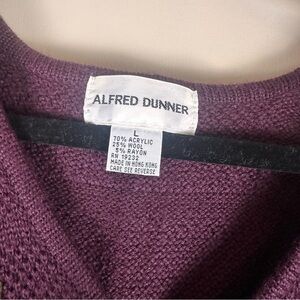 ALFRED DUNNER
L
70% ACRYLIC
25% WOOL
5% RAYON
RN 19232
MADE IN HONG KONG
CARE SEE REVERSE